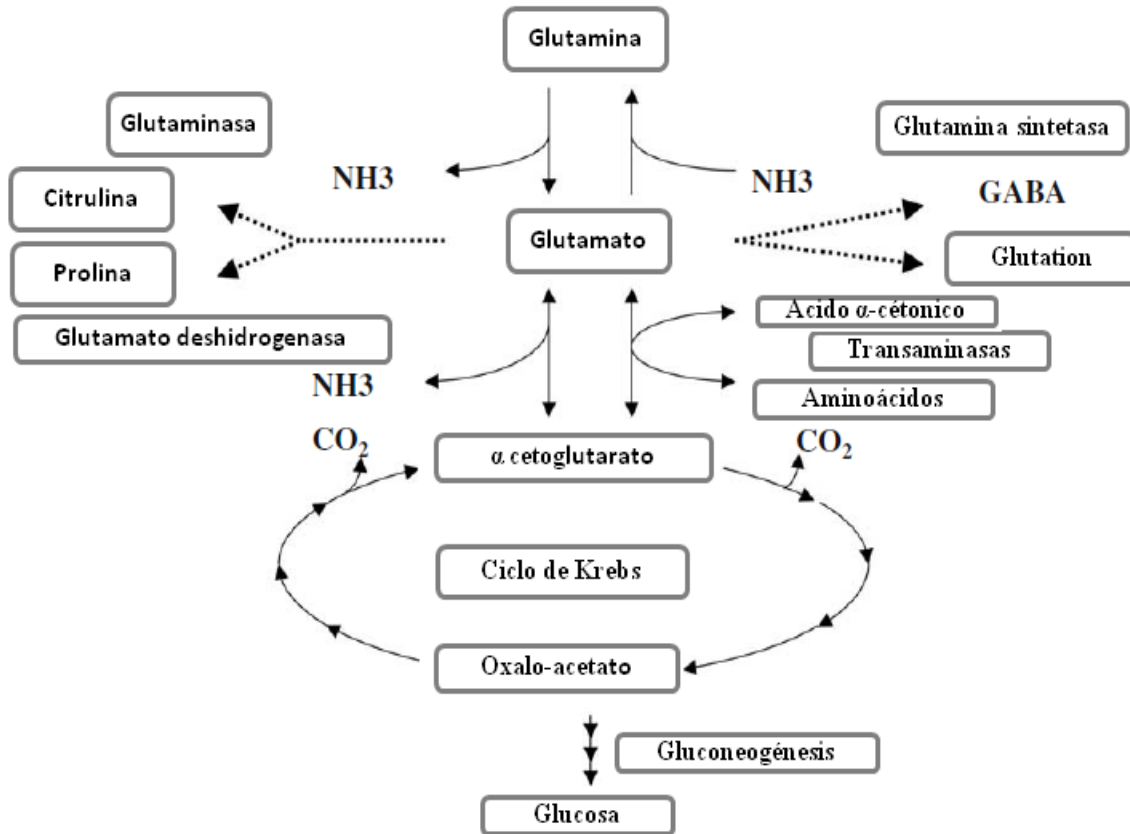 Glutamina
Glutaminasa
Glutamina sintetasa
Citrulina
NH3
NH3
GABA
Glutamato
Prolina
Glutation
Glutamato deshidrogenasa
Acido α-cétonico
Transaminasas
NH3
Aminoácidos
CO2
α cetoglutarato
CO2
Ciclo de Krebs
Oxalo-acetato
Gluconeogénesis
Glucosa